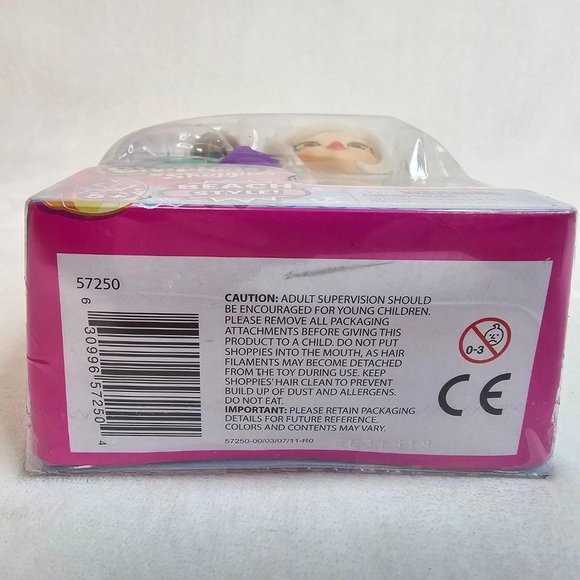 Shoppies
BEACH
57250
CAUTION: ADULT SUPERVISION SHOULD
BE ENCOURAGED FOR YOUNG CHILDREN.
PLEASE REMOVE ALL PACKAGING
ATTACHMENTS BEFORE GIVING THIS
PRODUCT TO A CHILD. DO NOT PUT
SHOPPIES INTO THE MOUTH, AS HAIR
FILAMENTS MAY BECOME DETACHED
FROM THE TOY DURING USE. KEEP
SHOPPIES' HAIR CLEAN TO PREVENT
BUILD UP OF DUST AND ALLERGENS.
DO NOT EAT.
IMPORTANT: PLEASE RETAIN PACKAGING
DETAILS FOR FUTURE REFERENCE.
COLORS AND CONTENTS MAY VARY.
57250-00/03/07/11-R0
6 30996 57250 4
0-3
CE